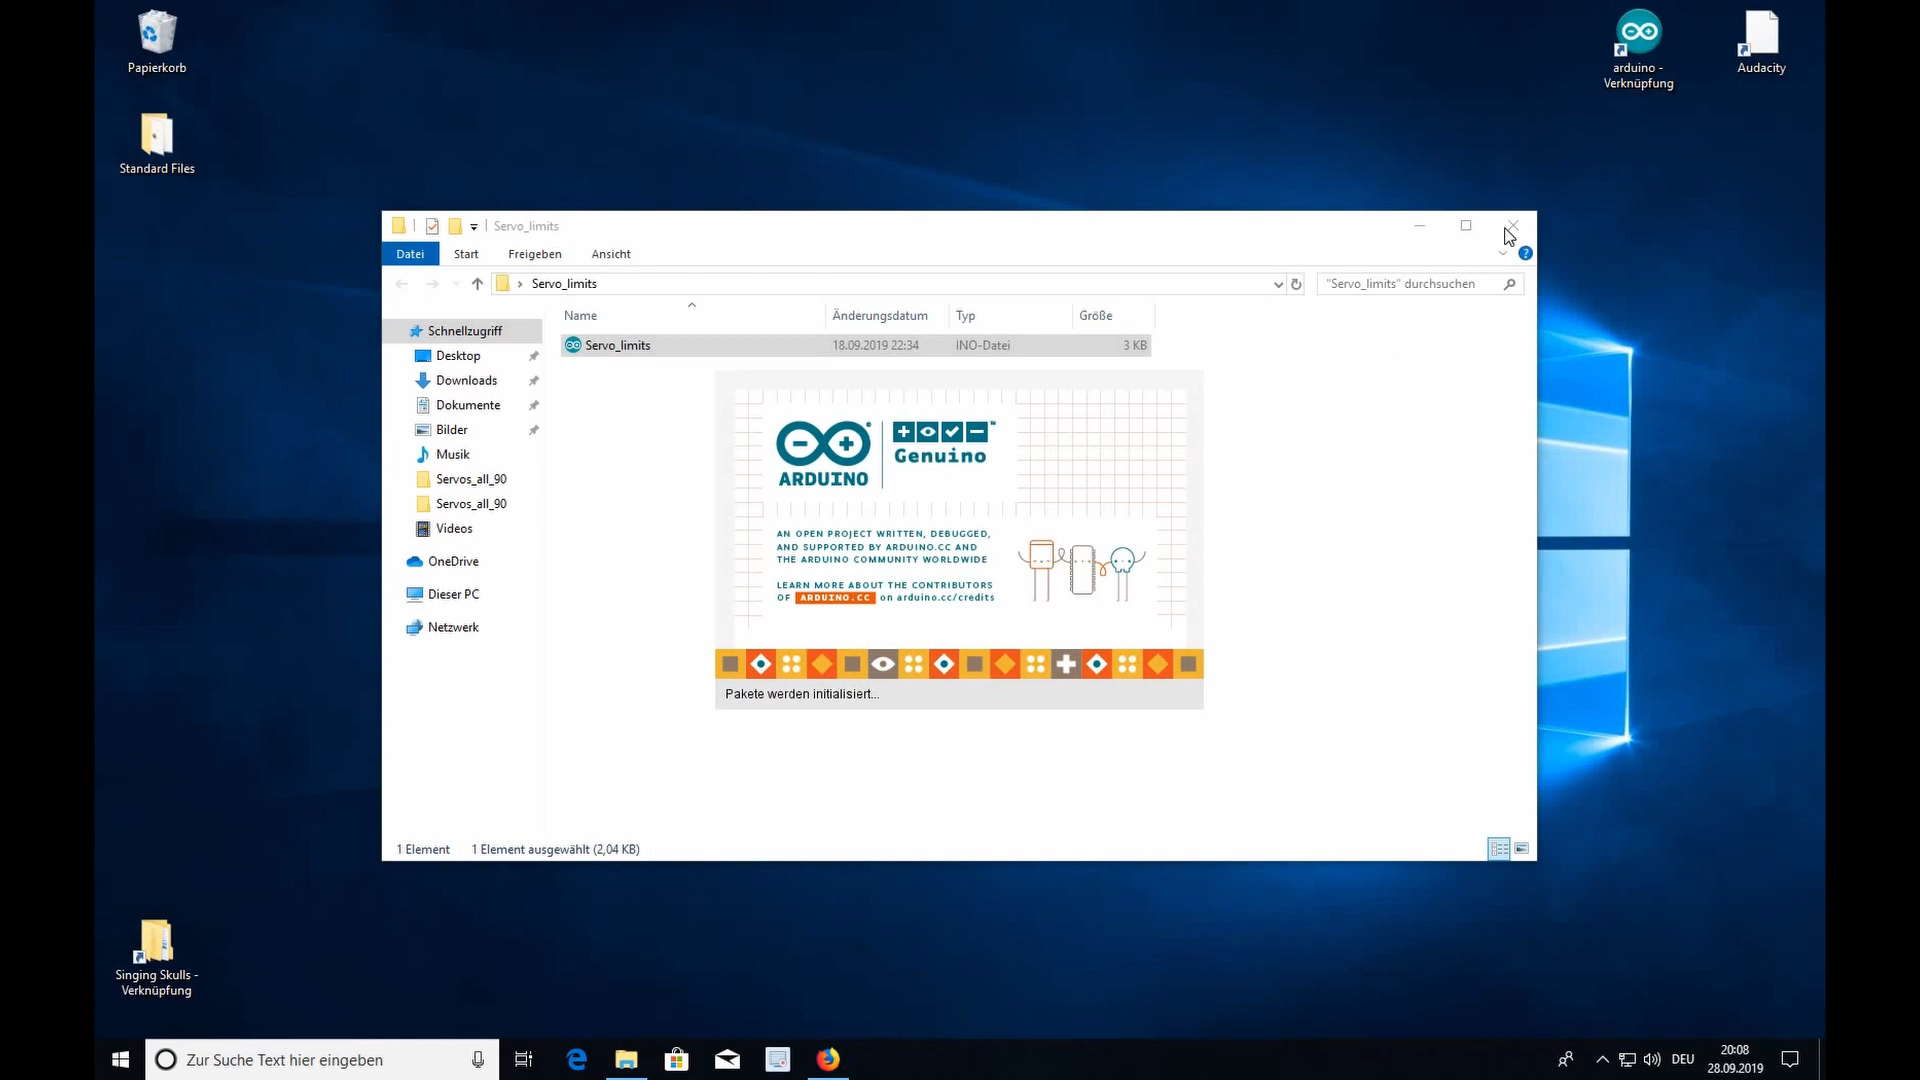 Papierkorb
Standard Files
arduino -
Verknüpfung
Audacity
Servo_limits
Datei
Start
Freigeben
Ansicht
Servo_limits
"Servo_limits" durchsuchen
Name
Änderungsdatum
Typ
Größe
Servo_limits
18.09.2019 22:34
INO-Datei
3 KB
Schnellzugriff
Desktop
Downloads
Dokumente
Bilder
Musik
Servos_all_90
Servos_all_90
Videos
OneDrive
Dieser PC
Netzwerk
ARDUINO
Genuino
TM
AN OPEN PROJECT WRITTEN, DEBUGGED,
AND SUPPORTED BY ARDUINO.CC AND
THE ARDUINO COMMUNITY WORLDWIDE
LEARN MORE ABOUT THE CONTRIBUTORS
OF ARDUINO.CC on arduino.cc/credits
Pakete werden initialisiert...
1 Element
1 Element ausgewählt (2,04 KB)
Singing Skulls -
Verknüpfung
Zur Suche Text hier eingeben
DEU
20:08
28.09.2019